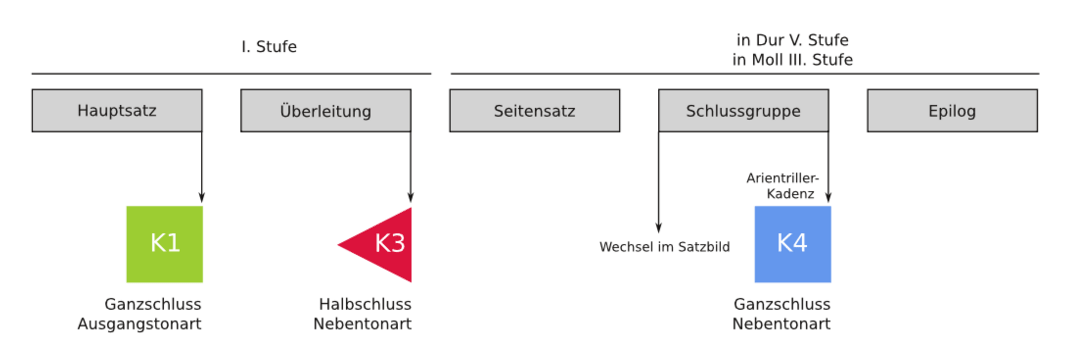 I. Stufe
in Dur V. Stufe
in Moll III. Stufe
Hauptsatz
Überleitung
Seitensatz
Schlussgruppe
Epilog
Arientriller-
Kadenz
K1
K3
Wechsel im Satzbild
K4
Ganzschluss
Ausgangstonart
Halbschluss
Nebentonart
Ganzschluss
Nebentonart